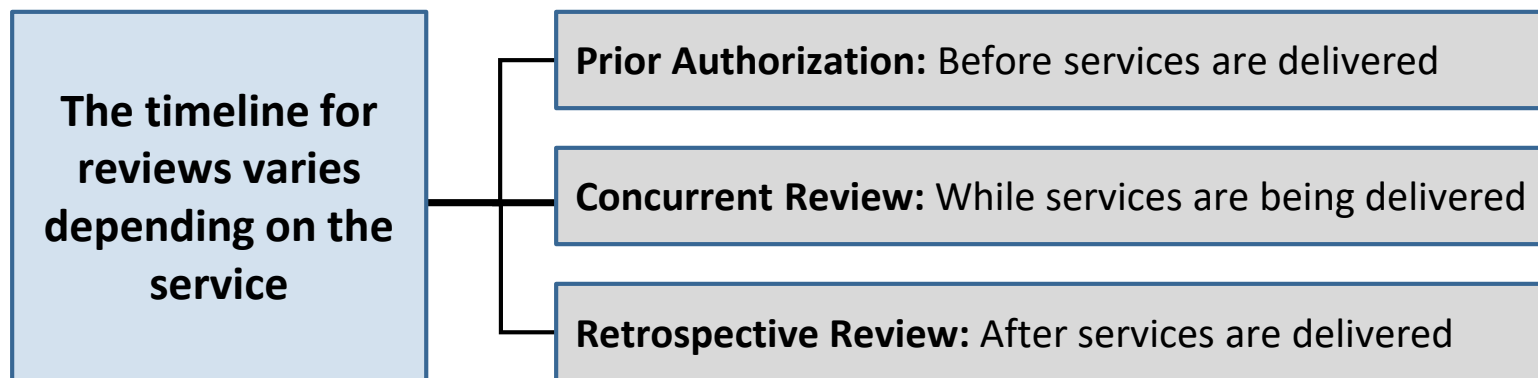 The timeline for
reviews varies
depending on the
service
Prior Authorization: Before services are delivered
Concurrent Review: While services are being delivered
Retrospective Review: After services are delivered